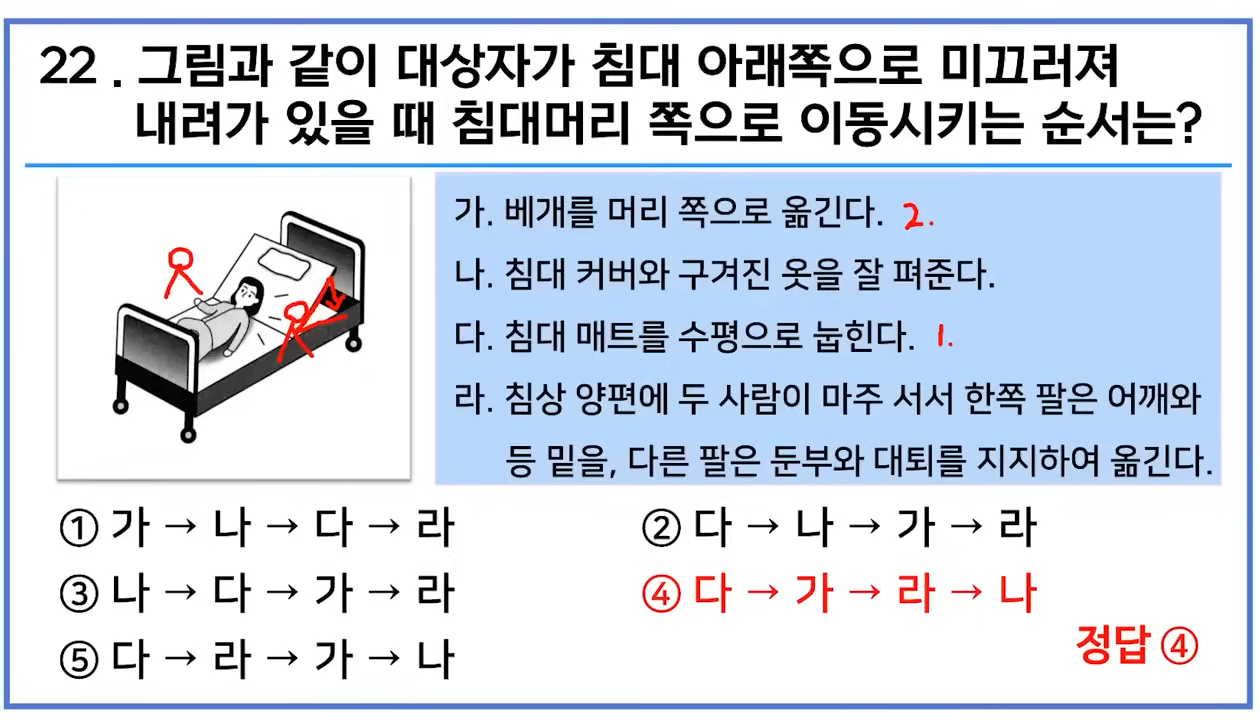 22. 그림과 같이 대상자가 침대 아래쪽으로 미끄러져
내려가 있을 때 침대머리 쪽으로 이동시키는 순서는?
가. 베개를 머리 쪽으로 옮긴다. 2.
나. 침대 커버와 구겨진 옷을 잘 펴준다.
다. 침대 매트를 수평으로 눕힌다. 1.
라. 침상 양편에 두 사람이 마주 서서 한쪽 팔은 어깨와
등 밑을, 다른 팔은 둔부와 대퇴를 지지하여 옮긴다.
① 가 → 나 → 다 → 라
② 다 → 나 → 가 → 라
③ 나 → 다 → 가 → 라
④ 다 → 가 → 라 → 나
⑤ 다 → 라 → 가 → 나
정답 ④